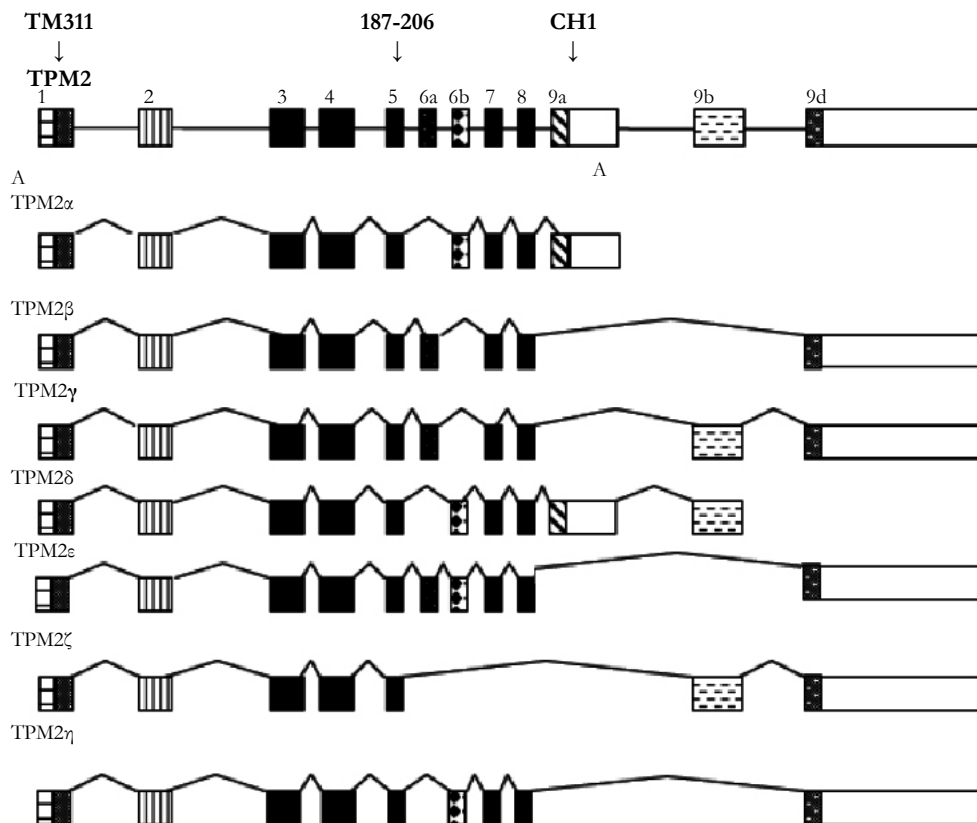 TM311 187-206 CH1
↓ ↓ ↓
TPM2
1 2 3 4 5 6a 6b 7 8 9a 9b 9d
A
A
TPM2α
TPM2β
TPM2γ
TPM2δ
TPM2ε
TPM2ζ
TPM2η